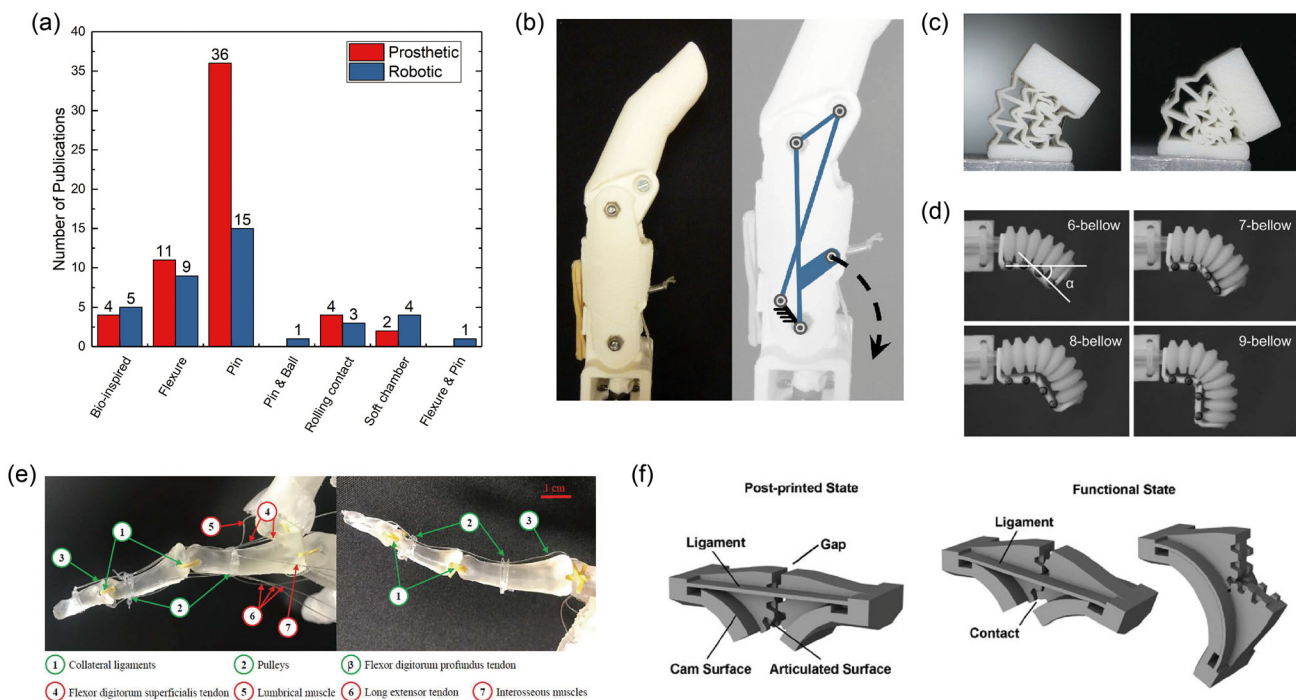 (a)
Number of Publications
40
35
30
25
20
15
10
5
0
Prosthetic
Robotic
4 5
11 9
36 15
1
4 3
2 4
1
Bio-inspired
Flexure
Pin
Pin & Ball
Rolling contact
Soft chamber
Flexure & Pin
(b)
(c)
(d)
6-bellow
α
7-bellow
8-bellow
9-bellow
(e)
1 cm
5 4
1
3
2
6
7
2
3
1
1 Collateral ligaments 2 Pulleys β Flexor digitorum profundus tendon
4 Flexor digitorum superficialis tendon 5 Lumbrical muscle 6 Long extensor tendon 7 Interosseous muscles
(f)
Post-printed State
Ligament
Gap
Cam Surface
Articulated Surface
Functional State
Ligament
Contact